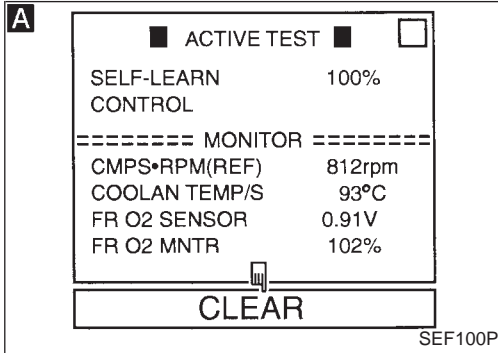 A
ACTIVE TEST
SELF-LEARN 100%
CONTROL
======== MONITOR ========
CMPS•RPM(REF) 812rpm
COOLAN TEMP/S 93°C
FR O2 SENSOR 0.91V
FR O2 MNTR 102%
CLEAR
SEF100P